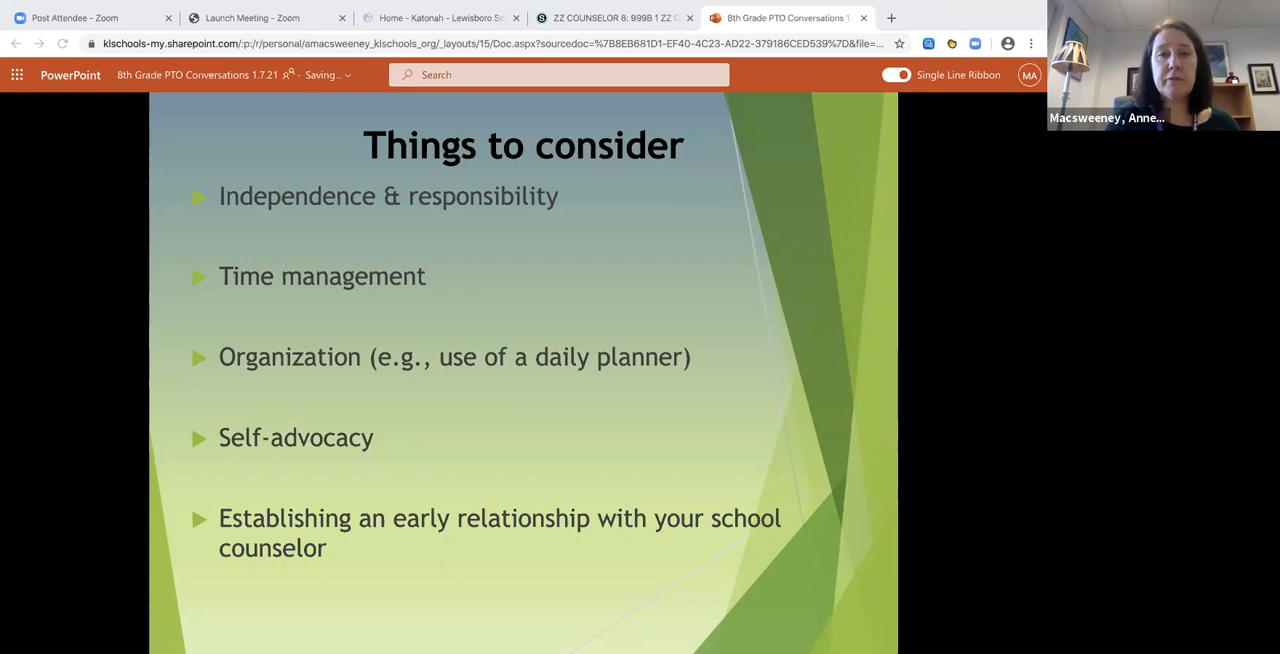 Post Attendee - Zoom
Launch Meeting - Zoom
Home - Katonah - Lewisboro Sc
ZZ COUNSELOR 8: 999B 1 ZZ C
8th Grade PTO Conversations 1
klschools-my.sharepoint.com/:p:/r/personal/amacsweeney_klschools_org/_layouts/15/Doc.aspx?sourcedoc=%7B8EB681D1-EF40-4C23-AD22-379186CED539%7D&file=...
PowerPoint
8th Grade PTO Conversations 1.7.21
- Saving...
Search
Single Line Ribbon
MA
Macsweeney, Anne...
Things to consider
Independence & responsibility
Time management
Organization (e.g., use of a daily planner)
Self-advocacy
Establishing an early relationship with your school
counselor